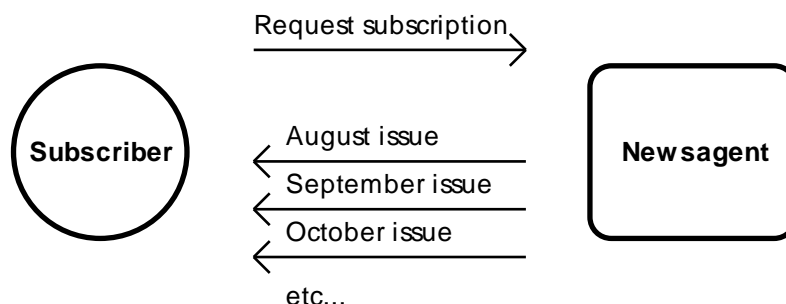 Request subscription
Subscriber
August issue
Newsagent
September issue
October issue
etc...